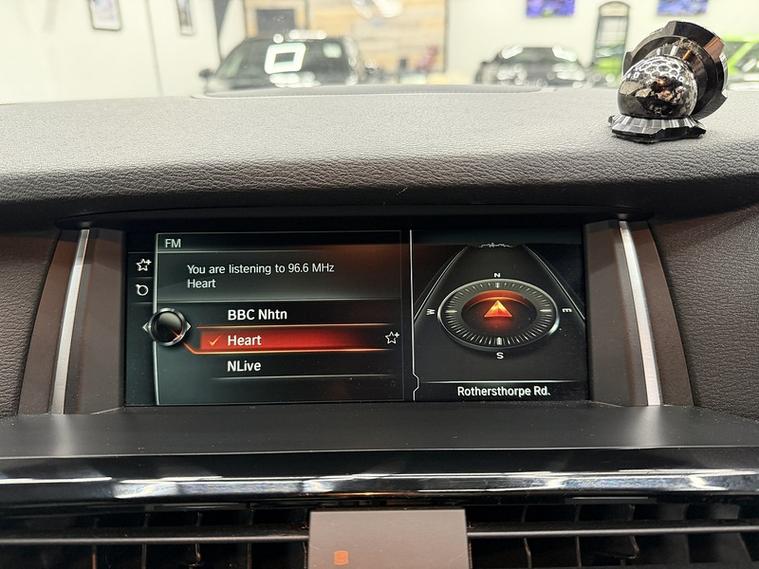 FM
You are listening to 96.6 MHz
Heart
BBC Nhtn
Heart
NLive
N
W
E
S
Rothersthorpe Rd.